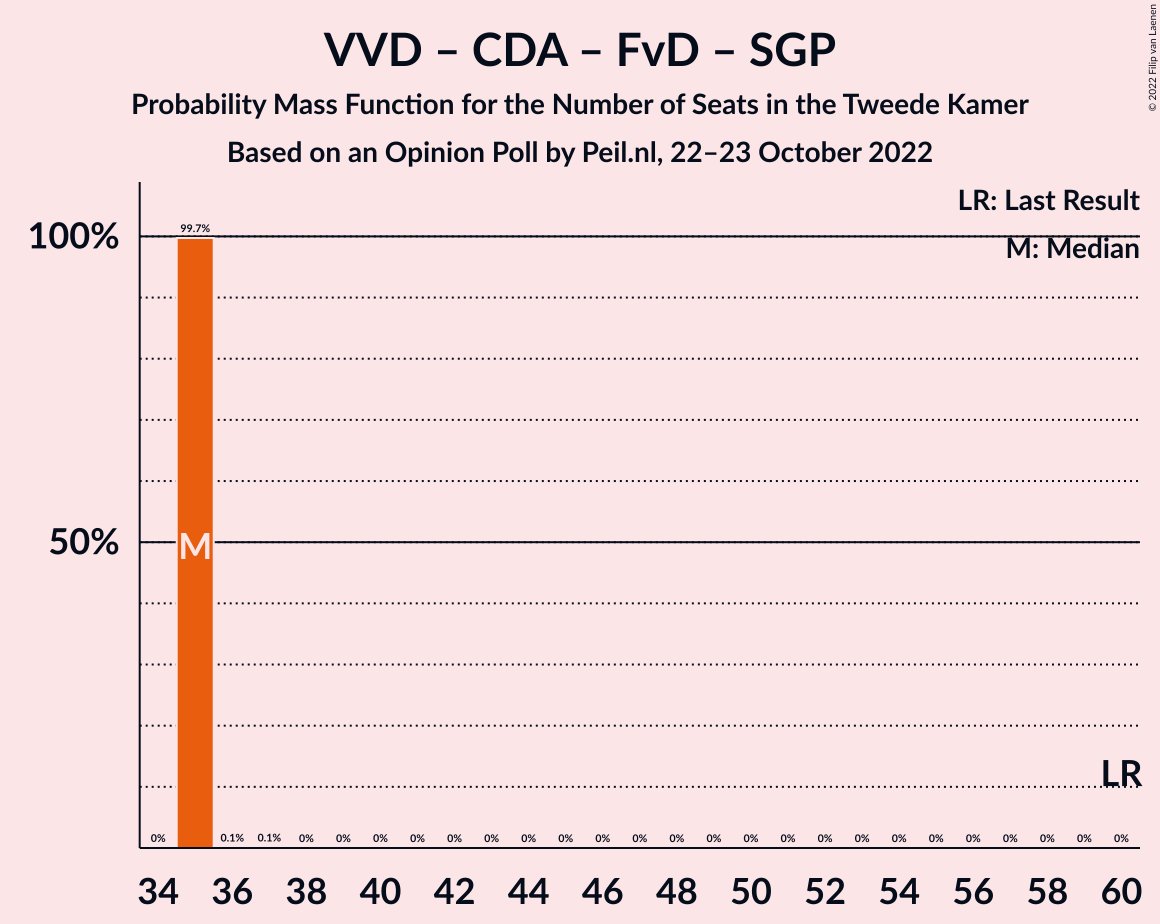 VVD – CDA – FvD – SGP
Probability Mass Function for the Number of Seats in the Tweede Kamer
Based on an Opinion Poll by Peil.nl, 22–23 October 2022
© 2022 Filip van Laenen
LR: Last Result
M: Median
100%
50%
99.7%
M
LR
0% 0.1% 0.1% 0% 0% 0% 0% 0% 0% 0% 0% 0% 0% 0% 0% 0% 0% 0% 0% 0% 0% 0% 0% 0% 0% 0%
34 36 38 40 42 44 46 48 50 52 54 56 58 60